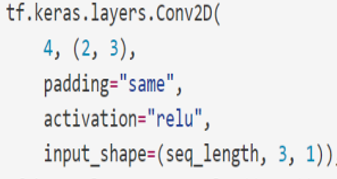 tf.keras.layers.Conv2D(
4, (2, 3),
padding="same",
activation="relu",
input_shape=(seq_length, 3, 1)),